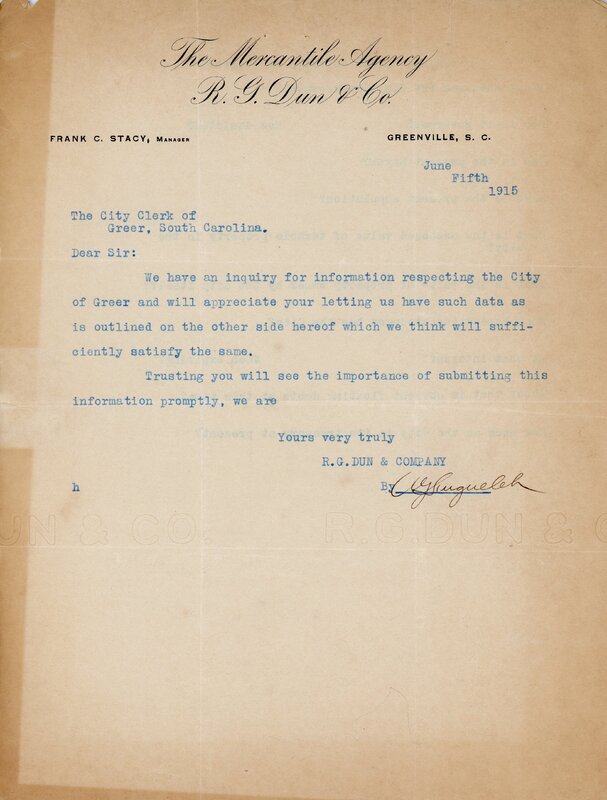 The Mercantile Agency
R. G. Dun & Co.
FRANK C. STACY, MANAGER
GREENVILLE, S. C.
June
Fifth
1915
The City Clerk of
Greer, South Carolina.
Dear Sir:
We have an inquiry for information respecting the City
of Greer and will appreciate your letting us have such data as
is outlined on the other side hereof which we think will suffi-
ciently satisfy the same.
Trusting you will see the importance of submitting this
information promptly, we are
Yours very truly
R.G.DUN & COMPANY
h
By
UN & CO. R.G.DUN & C